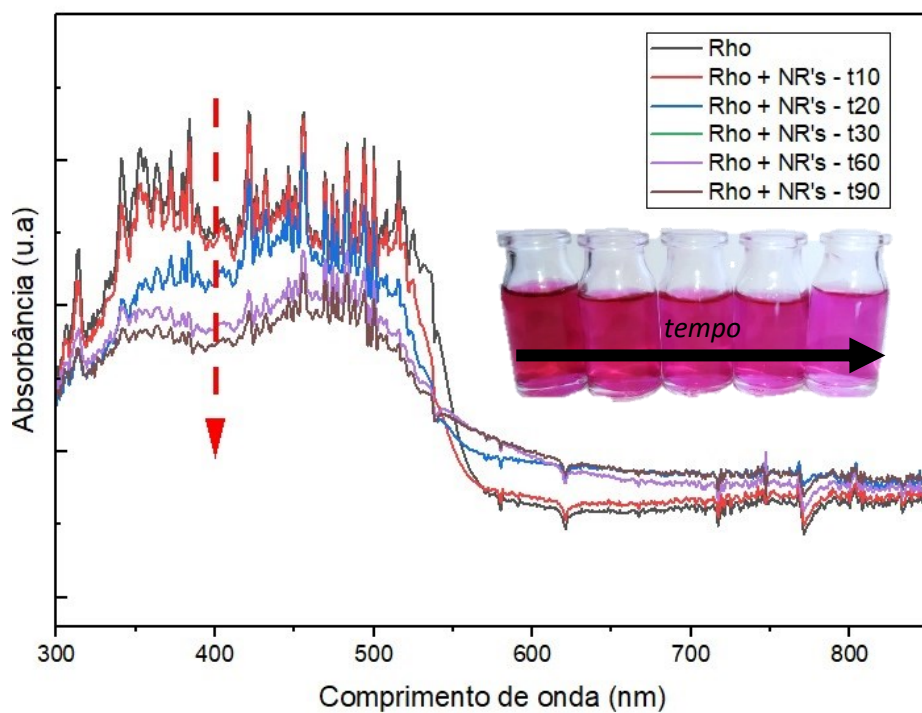 Rho
Rho + NR's - t10
Rho + NR's - t20
Rho + NR's - t30
Rho + NR's - t60
Rho + NR's - t90
tempo
Absorbância (u.a)
300 400 500 600 700 800
Comprimento de onda (nm)